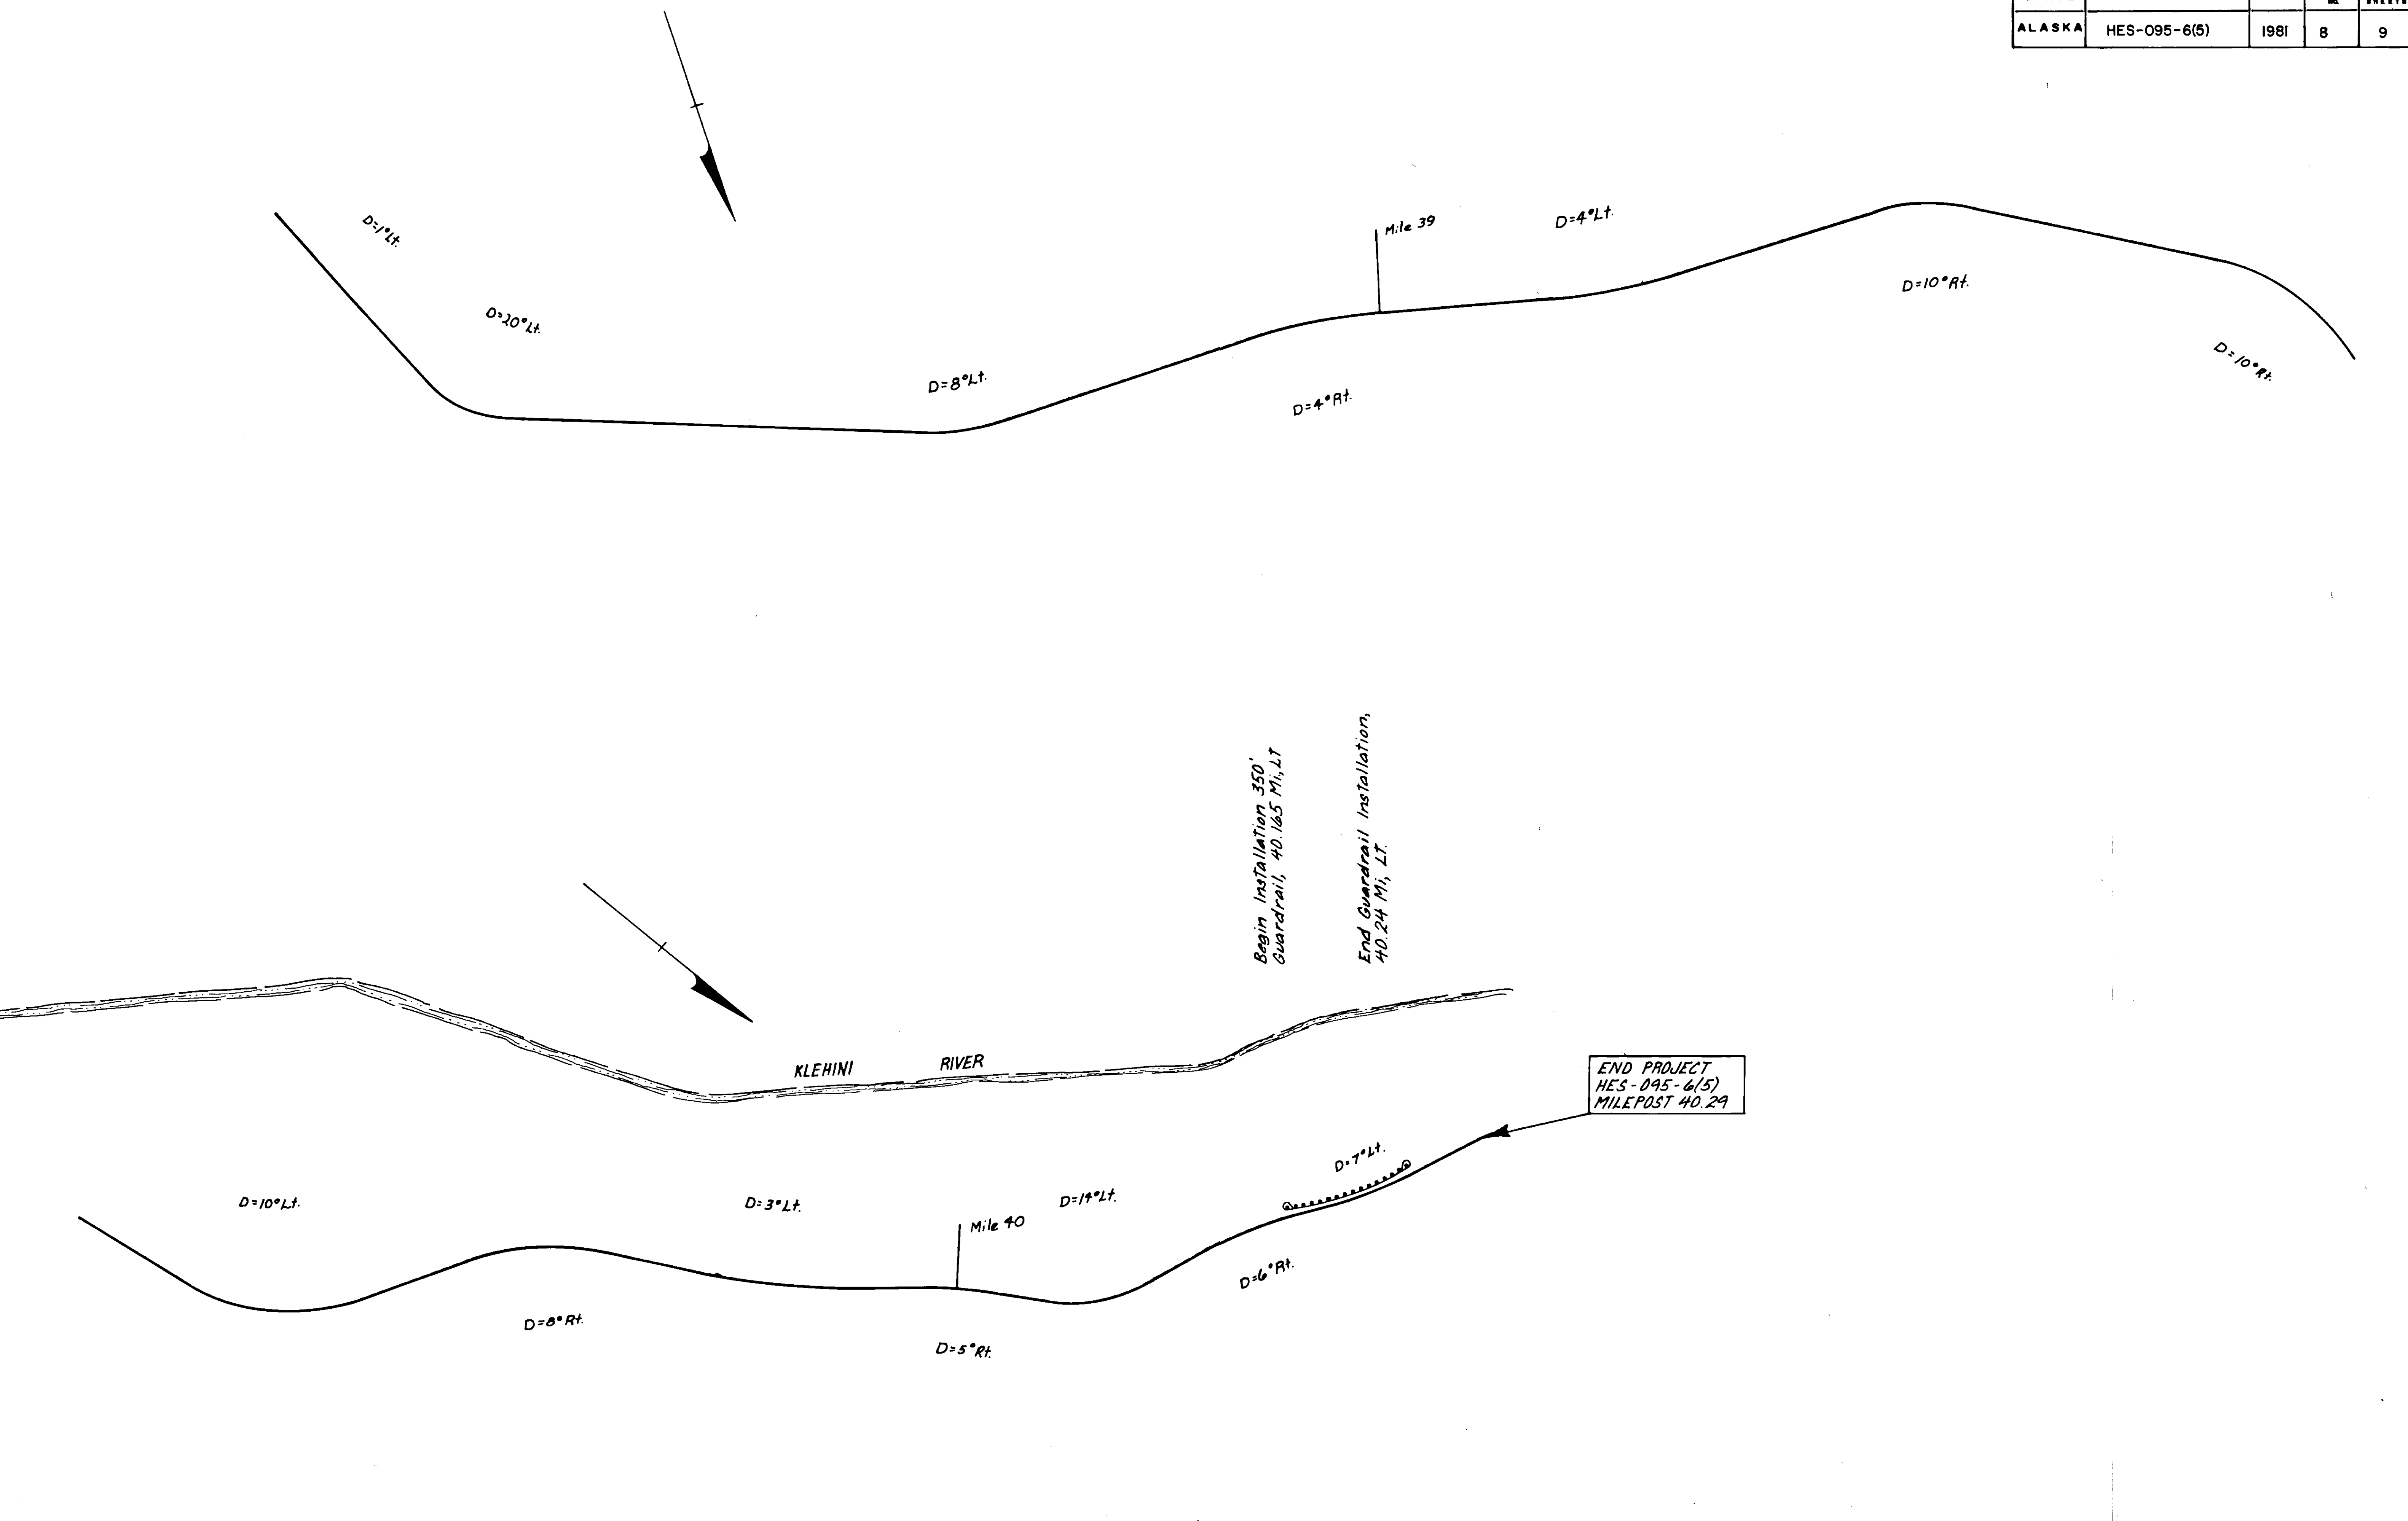 NO. SHEETS
ALASKA HES-095-6(5) 1981 8 9
D=1°Lt.
D=20°Lt.
D=8°Lt.
Mile 39
D=4°Rt.
D=4°Lt.
D=10°Rt.
D=10°Rt.
Begin Installation 350'
Guardrail, 40.165 Mi, LT
End Guardrail Installation,
40.24 Mi, LT.
KLEHINI RIVER
END PROJECT
HES-095-6(5)
MILEPOST 40.29
D=10°Lt.
D=8°Rt.
D=3°Lt.
Mile 40
D=5°Rt.
D=14°Lt.
D=6°Rt.
D=7°Lt.